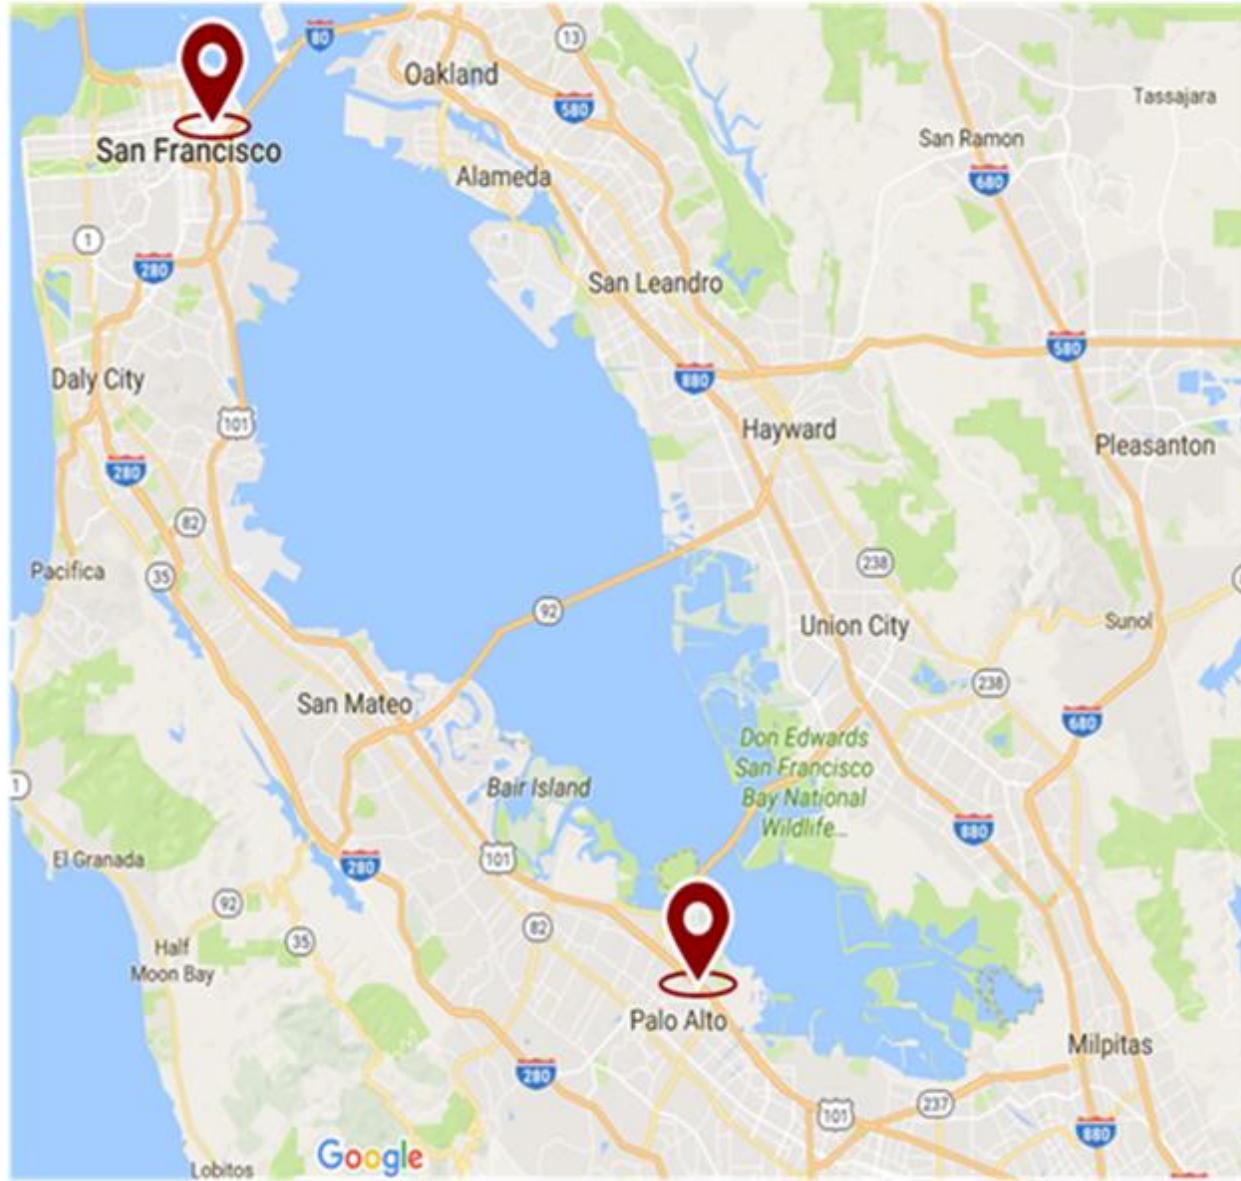 80
13
Oakland
580
Tassajara
San Ramon
680
San Francisco
Alameda
1
280
San Leandro
580
880
Daly City
101
Hayward
Pleasanton
280
82
Pacifica
35
238
92
Union City
Sunol
238
San Mateo
680
Don Edwards
San Francisco
Bay National
Wildlife...
1
Bair Island
880
El Granada
280
101
92
82
35
Half
Moon Bay
Palo Alto
Milpitas
280
237
101
880
Google
Lobitos